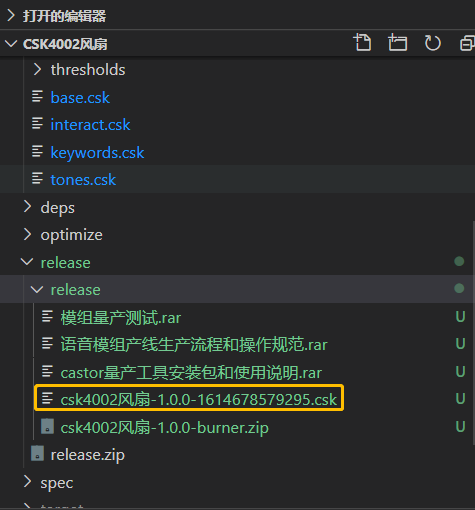 打开的编辑器
CSK4002风扇
thresholds
base.csk
interact.csk
keywords.csk
tones.csk
deps
optimize
release
release
模组量产测试.rar U
语音模组产线生产流程和操作规范.rar U
castor量产工具安装包和使用说明.rar U
csk4002风扇-1.0.0-1614678579295.csk U
csk4002风扇-1.0.0-burner.zip U
release.zip
spec
target